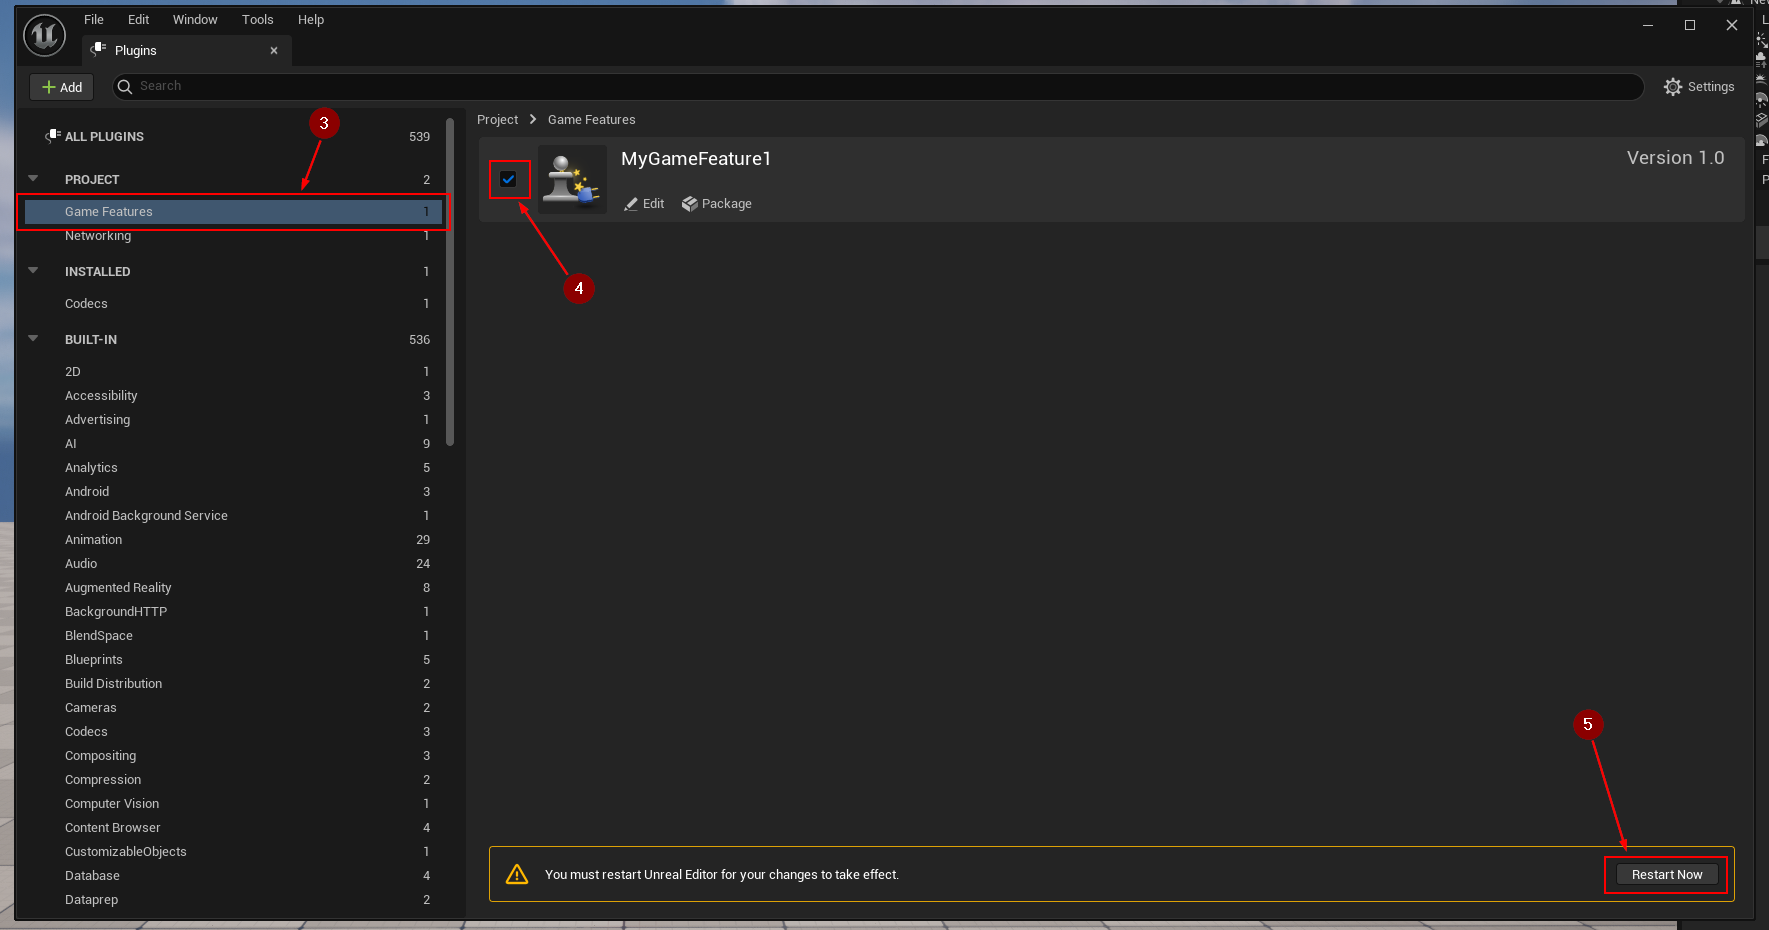 File Edit Window Tools Help
Plugins
Add
Search
Settings
ALL PLUGINS 539
3
PROJECT 2
Game Features 1
Networking 1
INSTALLED 1
Codecs 1
BUILT-IN 536
2D 1
Accessibility 3
Advertising 1
AI 9
Analytics 5
Android 3
Android Background Service 1
Animation 29
Audio 24
Augmented Reality 8
BackgroundHTTP 1
BlendSpace 1
Blueprints 5
Build Distribution 2
Cameras 2
Codecs 3
Compositing 3
Compression 2
Computer Vision 1
Content Browser 4
CustomizableObjects 1
Database 4
Dataprep 2
Project > Game Features
MyGameFeature1
Version 1.0
Edit Package
4
5
You must restart Unreal Editor for your changes to take effect.
Restart Now